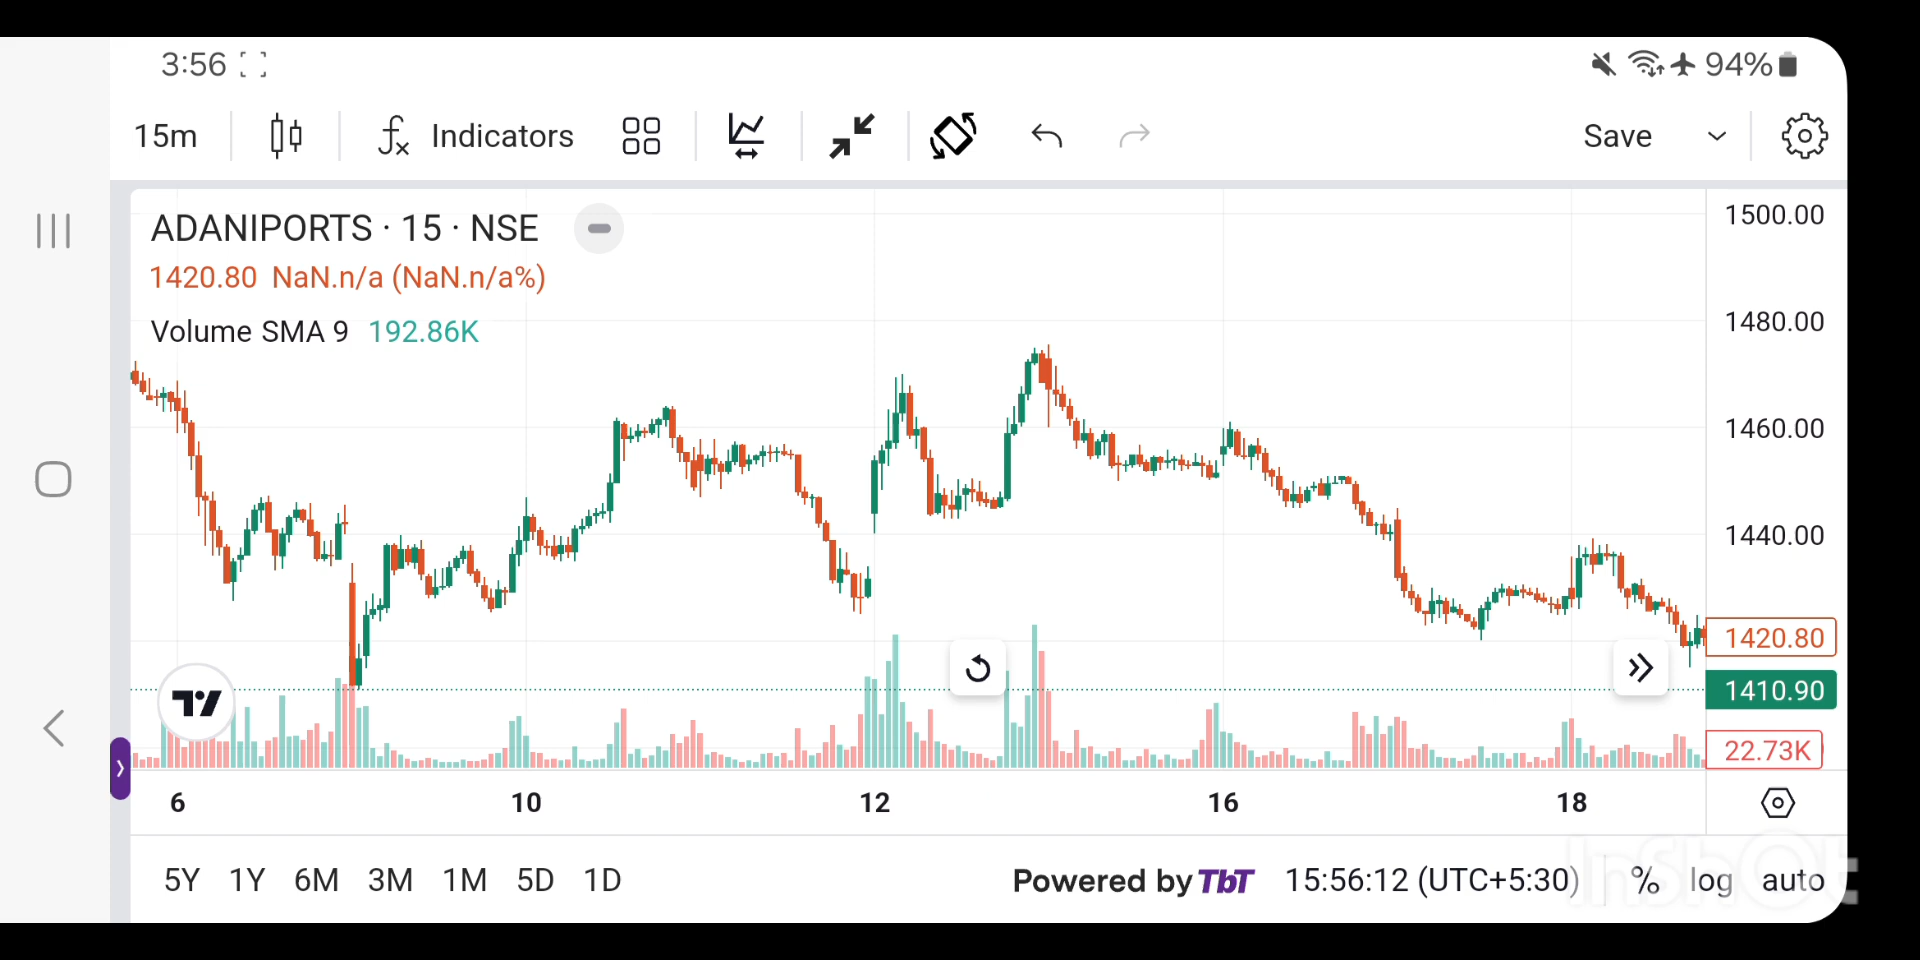 3:56 94%
15m Indicators Save
ADANIPORTS · 15 · NSE
1420.80 NaN.n/a (NaN.n/a%)
Volume SMA 9 192.86K
1500.00
1480.00
1460.00
1440.00
1420.80
1410.90
22.73K
6 10 12 16 18
5Y 1Y 6M 3M 1M 5D 1D Powered by TbT 15:56:12 (UTC+5:30) % log auto
InShOt